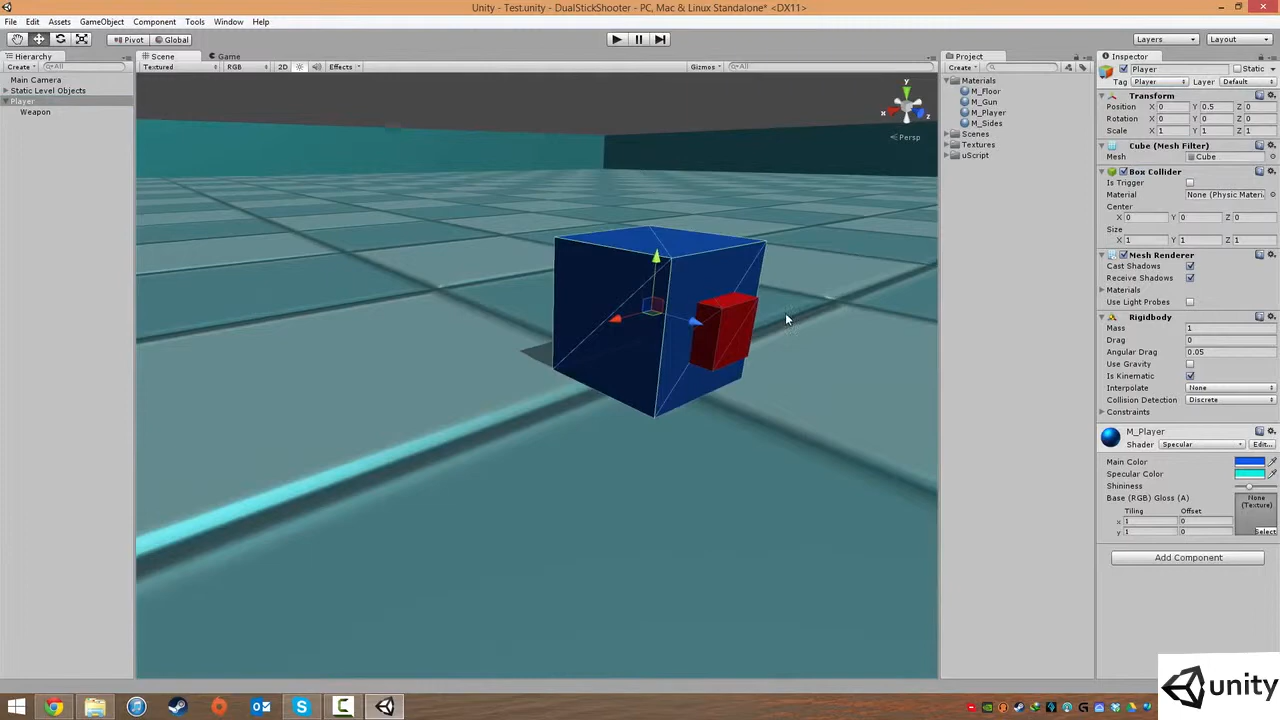 Unity - Test.unity - DualStickShooter - PC, Mac & Linux Standalone* <DX11>
File Edit Assets GameObject Component Tools Window Help
Pivot Global Layers Layout
Hierarchy Scene Game Project Inspector
Create All Textured RGB 2D Effects Gizmos All Create
Player Static
Tag Player Layer Default
Main Camera
Static Level Objects
Player
Weapon
y
x
z
Persp
Materials
M_Floor
M_Gun
M_Player
M_Sides
Scenes
Textures
uScript
Transform
Position X 0 Y 0.5 Z 0
Rotation X 0 Y 0 Z 0
Scale X 1 Y 1 Z 1
Cube (Mesh Filter)
Mesh Cube
Box Collider
Is Trigger
Material None (Physic Materi
Center
X 0 Y 0 Z 0
Size
X 1 Y 1 Z 1
Mesh Renderer
Cast Shadows
Receive Shadows
Materials
Use Light Probes
Rigidbody
Mass 1
Drag 0
Angular Drag 0.05
Use Gravity
Is Kinematic
Interpolate None
Collision Detection Discrete
Constraints
M_Player
Shader Specular Edit...
Main Color
Specular Color
Shininess
Base (RGB) Gloss (A) None
(Texture)
Tiling Offset
x 1 0
y 1 0 Select
Add Component
unity